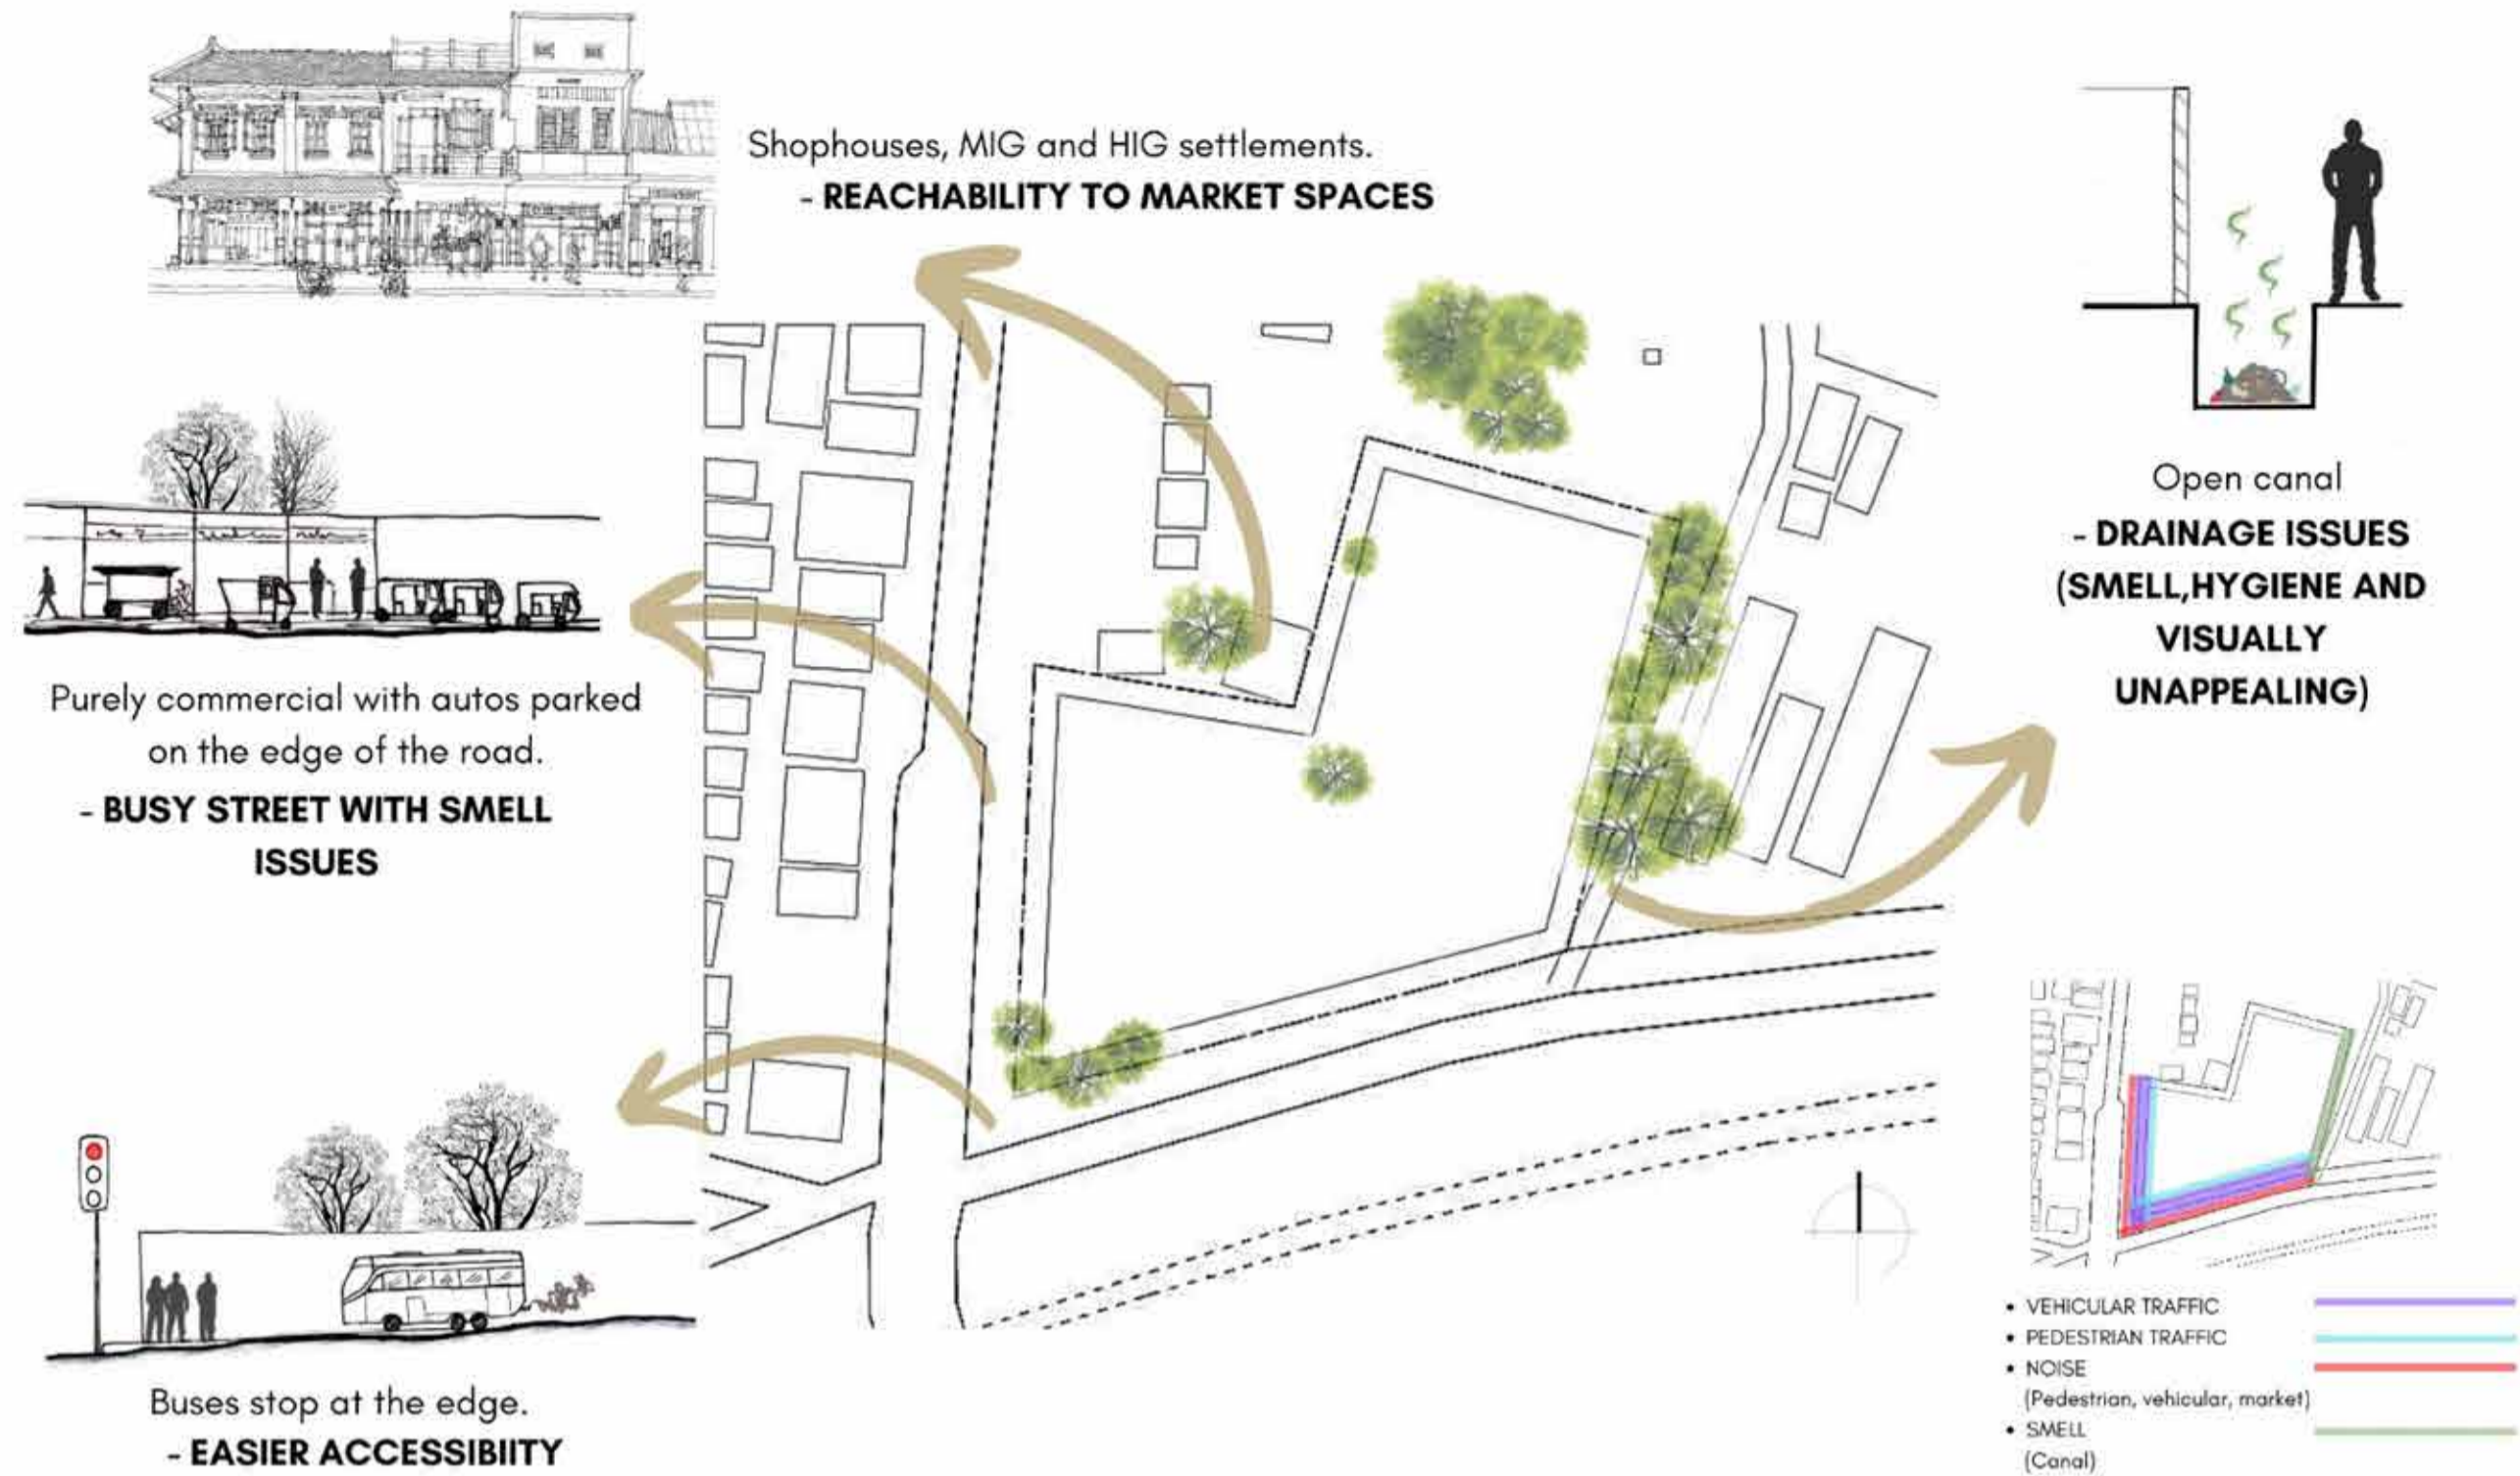 Shophouses, MIG and HIG settlements.
- REACHABILITY TO MARKET SPACES
Purely commercial with autos parked
on the edge of the road.
- BUSY STREET WITH SMELL
ISSUES
Buses stop at the edge.
- EASIER ACCESSIBIITY
Open canal
- DRAINAGE ISSUES
(SMELL,HYGIENE AND
VISUALLY
UNAPPEALING)
• VEHICULAR TRAFFIC
• PEDESTRIAN TRAFFIC
• NOISE
(Pedestrian, vehicular, market)
• SMELL
(Canal)